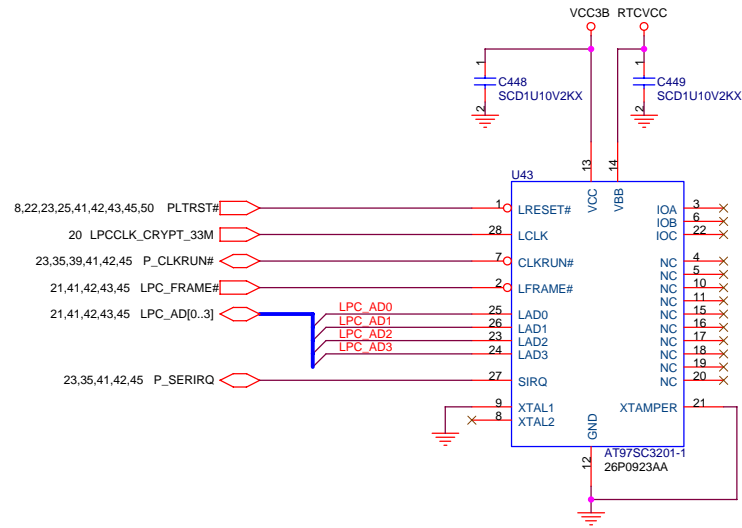 VCC3B RTCVCC
1 C448 SCD1U10V2KX 2
1 C449 SCD1U10V2KX 2
U43
13 VCC
14 VBB
8,22,23,25,41,42,43,45,50 PLTRST# 1 LRESET#
20 LPCCLK_CRYPT_33M 28 LCLK
23,35,39,41,42,45 P_CLKRUN# 7 CLKRUN#
21,41,42,43,45 LPC_FRAME# 2 LFRAME#
21,41,42,43,45 LPC_AD[0..3]
LPC_AD0 25 LAD0
LPC_AD1 26 LAD1
LPC_AD2 23 LAD2
LPC_AD3 24 LAD3
23,35,41,42,45 P_SERIRQ 27 SIRQ
9 XTAL1
8 XTAL2
IOA 3
IOB 6
IOC 22
NC 4
NC 5
NC 10
NC 11
NC 15
NC 16
NC 17
NC 18
NC 19
NC 20
XTAMPER 21
GND 12
AT97SC3201-1
26P0923AA